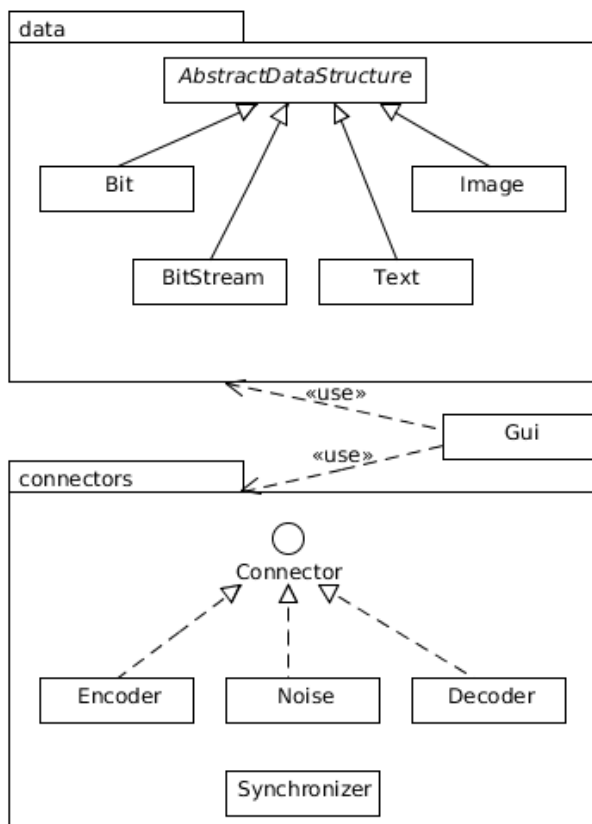 data
AbstractDataStructure
Bit
Image
BitStream
Text
«use»
Gui
«use»
connectors
Connector
Encoder
Noise
Decoder
Synchronizer